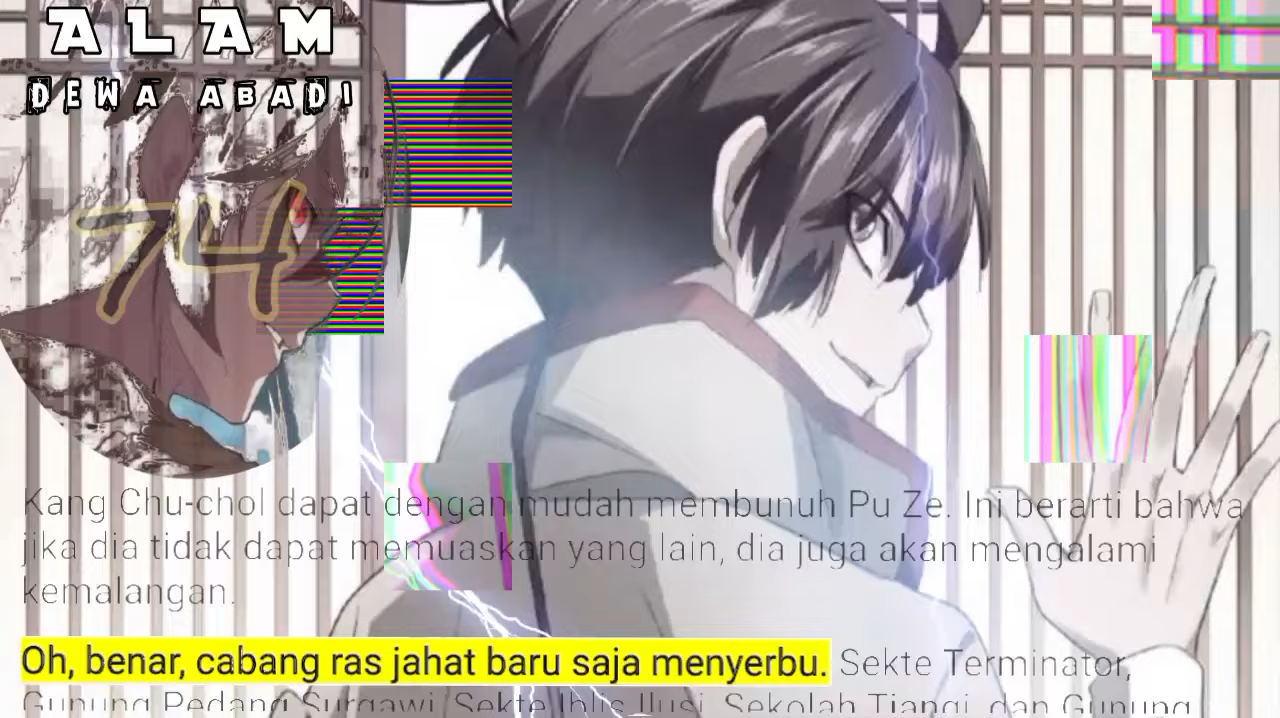 ALAM
DEWA ABADI
74
Kang Chu-chol dapat dengan mudah membunuh Pu Ze. Ini berarti bahwa
jika dia tidak dapat memuaskan yang lain, dia juga akan mengalami
kemalangan.
Oh, benar, cabang ras jahat baru saja menyerbu. Sekte Terminator,
Gunung Pedang Surgawi, Sekte Iblis Ilusi, Sekolah Tianqi, dan Gunung